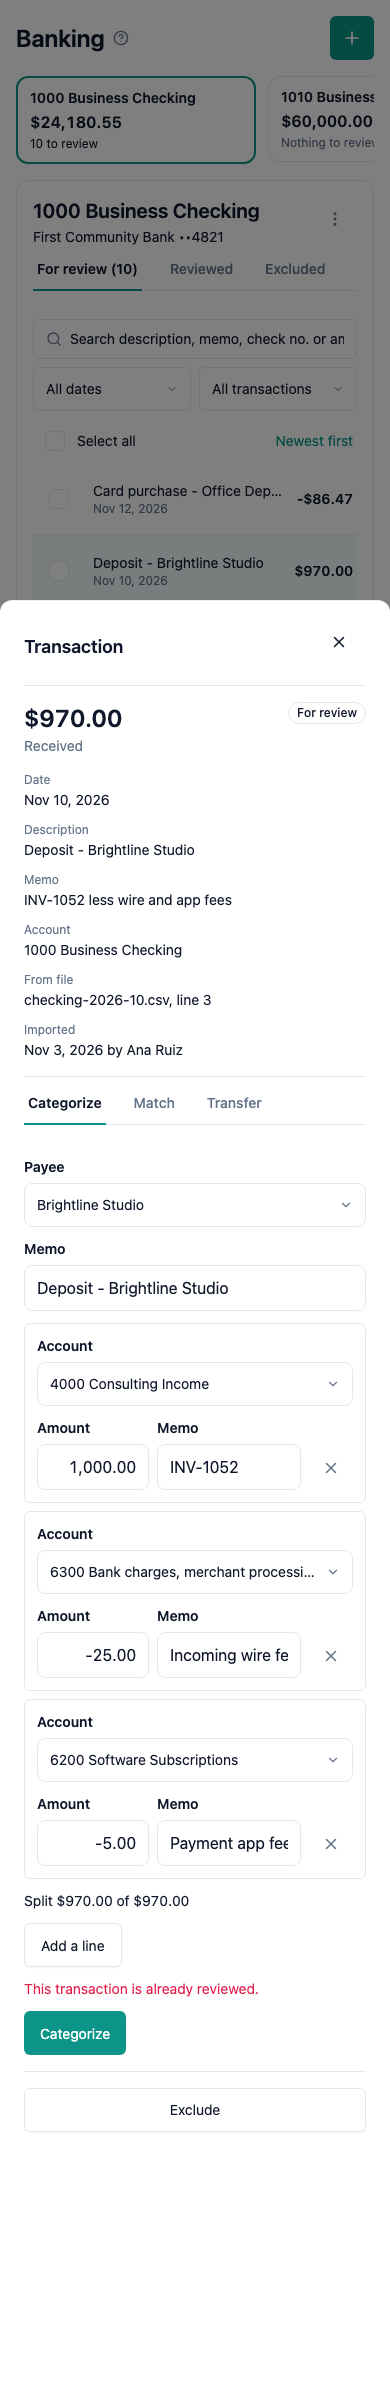 Banking
1000 Business Checking
$24,180.55
10 to review
1010 Business
$60,000.00
Nothing to review
1000 Business Checking
First Community Bank ••4821
For review (10)
Reviewed
Excluded
Search description, memo, check no. or am
All dates
All transactions
Select all
Newest first
Card purchase - Office Dep...
-$86.47
Nov 12, 2026
Deposit - Brightline Studio
$970.00
Nov 10, 2026
Transaction
$970.00
For review
Received
Date
Nov 10, 2026
Description
Deposit - Brightline Studio
Memo
INV-1052 less wire and app fees
Account
1000 Business Checking
From file
checking-2026-10.csv, line 3
Imported
Nov 3, 2026 by Ana Ruiz
Categorize
Match
Transfer
Payee
Brightline Studio
Memo
Deposit - Brightline Studio
Account
4000 Consulting Income
Amount
Memo
1,000.00
INV-1052
Account
6300 Bank charges, merchant processi...
Amount
Memo
-25.00
Incoming wire fe
Account
6200 Software Subscriptions
Amount
Memo
-5.00
Payment app fee
Split $970.00 of $970.00
Add a line
This transaction is already reviewed.
Categorize
Exclude